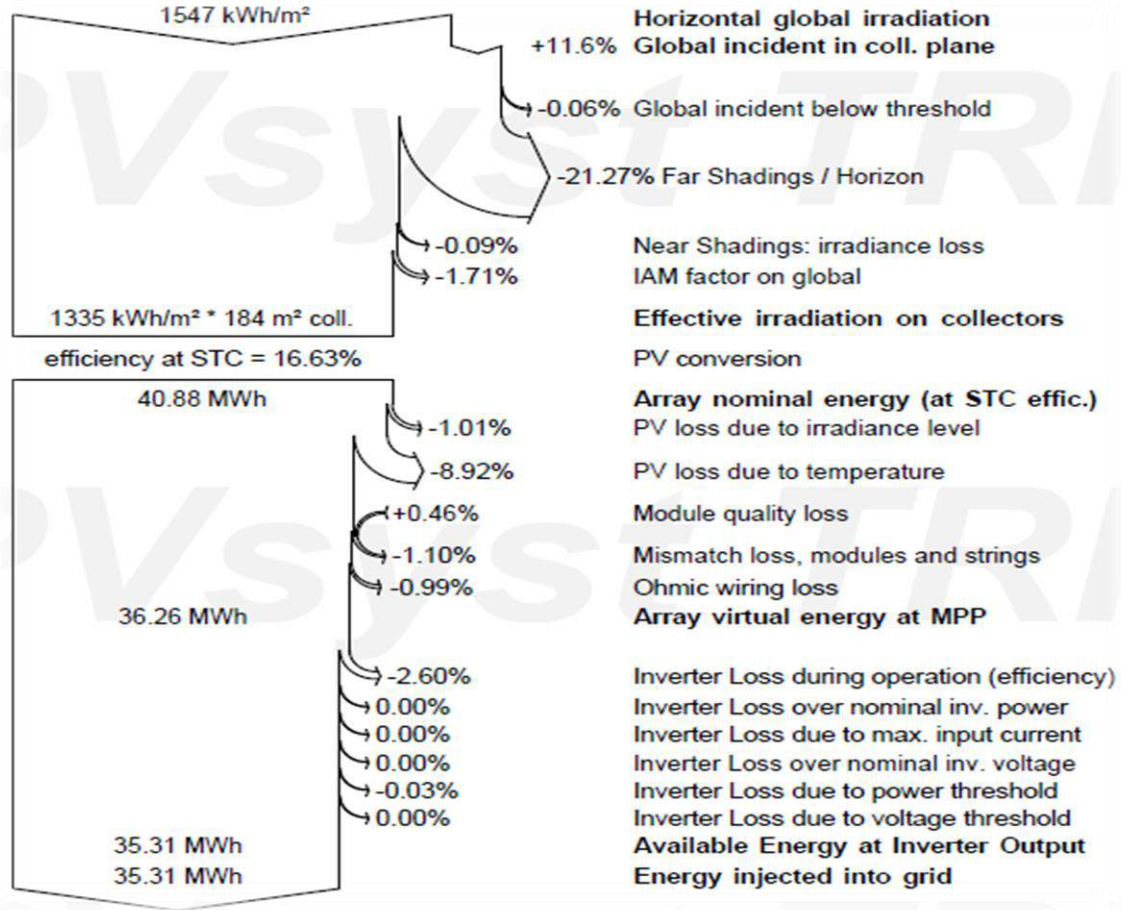 1547 kWh/m² Horizontal global irradiation
+11.6% Global incident in coll. plane
-0.06% Global incident below threshold
-21.27% Far Shadings / Horizon
-0.09% Near Shadings: irradiance loss
-1.71% IAM factor on global
1335 kWh/m² * 184 m² coll. Effective irradiation on collectors
efficiency at STC = 16.63% PV conversion
40.88 MWh Array nominal energy (at STC effic.)
-1.01% PV loss due to irradiance level
-8.92% PV loss due to temperature
+0.46% Module quality loss
-1.10% Mismatch loss, modules and strings
-0.99% Ohmic wiring loss
36.26 MWh Array virtual energy at MPP
-2.60% Inverter Loss during operation (efficiency)
0.00% Inverter Loss over nominal inv. power
0.00% Inverter Loss due to max. input current
0.00% Inverter Loss over nominal inv. voltage
-0.03% Inverter Loss due to power threshold
0.00% Inverter Loss due to voltage threshold
35.31 MWh Available Energy at Inverter Output
35.31 MWh Energy injected into grid
PVsyst TRI
PVsyst TRI